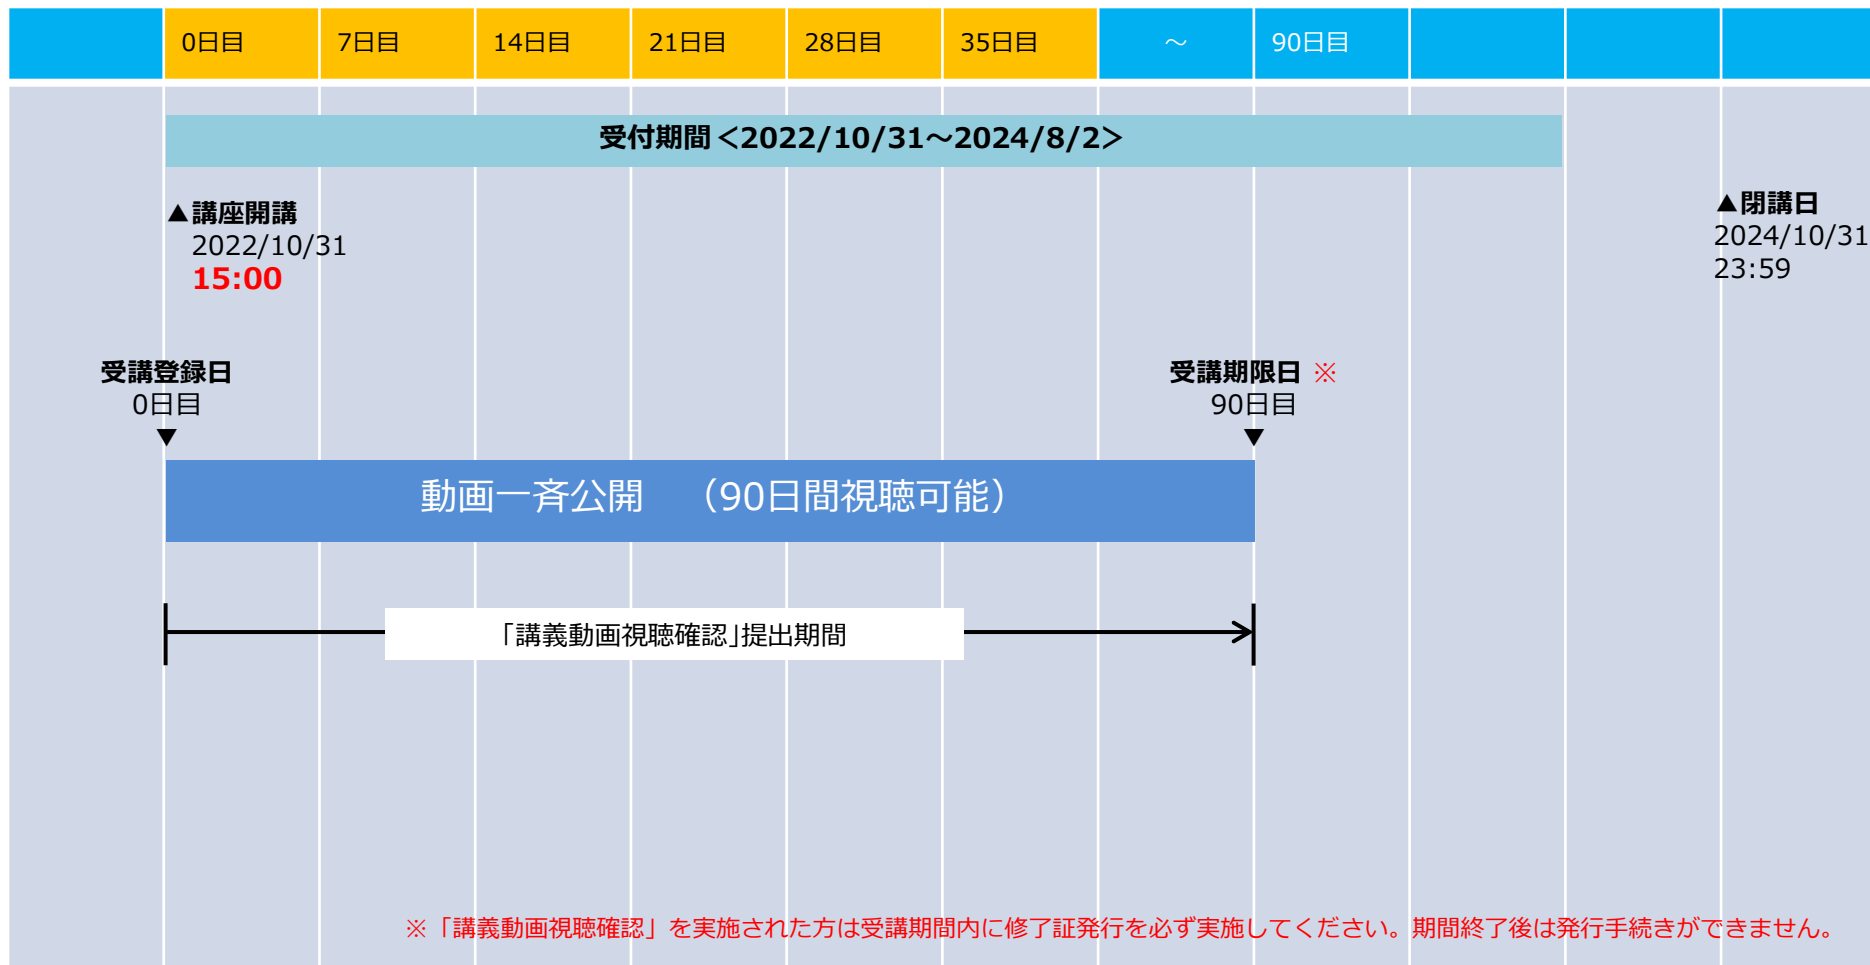 0日目 7日目 14日目 21日目 28日目 35日目 ～ 90日目
受付期間＜2022/10/31～2024/8/2＞
▲講座開講
2022/10/31
15:00
▲閉講日
2024/10/31
23:59
受講登録日
0日目
▼
受講期限日 ※
90日目
▼
動画一斉公開　（90日間視聴可能）
「講義動画視聴確認」提出期間
※「講義動画視聴確認」を実施された方は受講期間内に修了証発行を必ず実施してください。期間終了後は発行手続きができません。